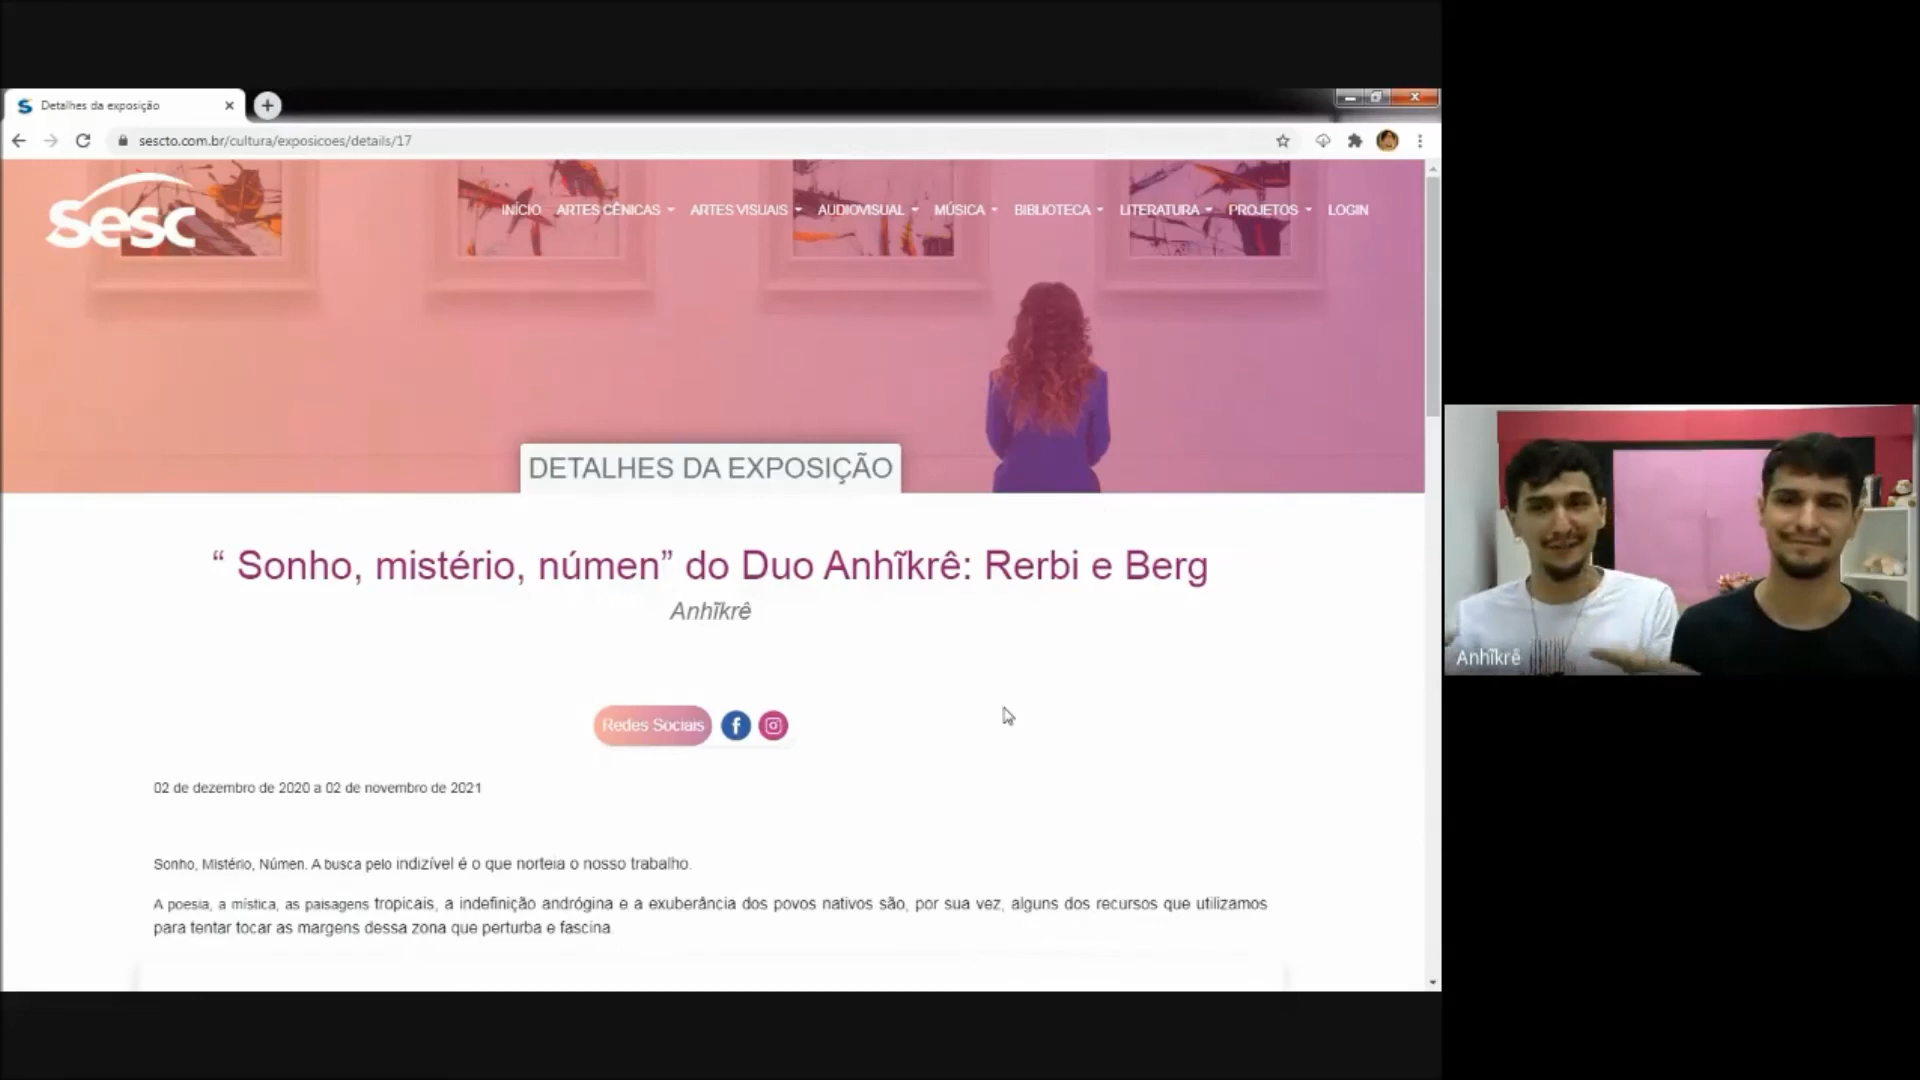 Detalhes da exposição
sescto.com.br/cultura/exposicoes/details/17
Sesc
INÍCIO ARTES CÊNICAS ARTES VISUAIS AUDIOVISUAL MÚSICA BIBLIOTECA LITERATURA PROJETOS LOGIN
DETALHES DA EXPOSIÇÃO
“ Sonho, mistério, númen” do Duo Anhĩkrê: Rerbi e Berg
Anhĩkrê
Redes Sociais
02 de dezembro de 2020 a 02 de novembro de 2021
Sonho, Mistério, Númen. A busca pelo indizível é o que norteia o nosso trabalho.
A poesia, a mística, as paisagens tropicais, a indefinição andrógina e a exuberância dos povos nativos são, por sua vez, alguns dos recursos que utilizamos
para tentar tocar as margens dessa zona que perturba e fascina.
Anhĩkrê